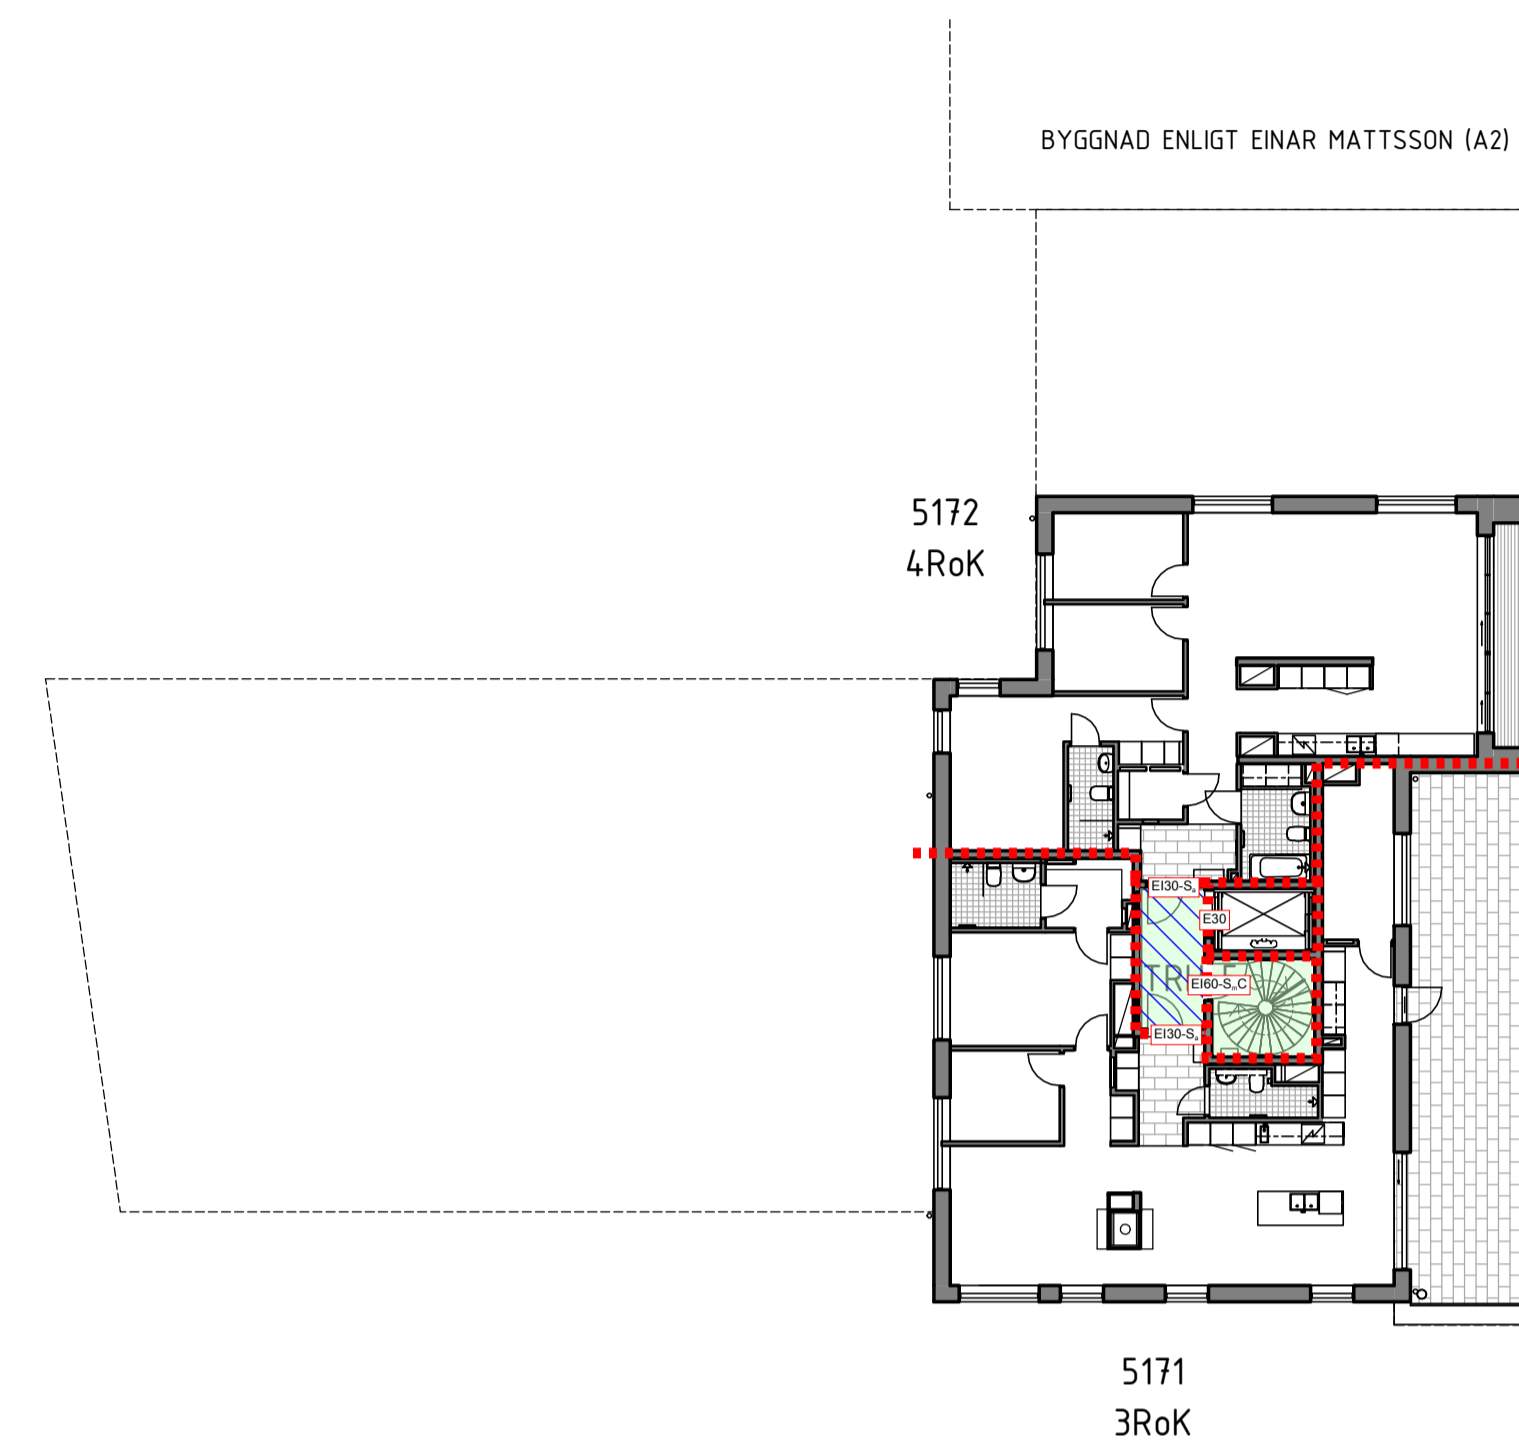 BYGGNAD ENLIGT EINAR MATTSSON (A2)
5172
4RoK
EI30-Sa
E30
EI60-SmC
EI30-Sa
5171
3RoK